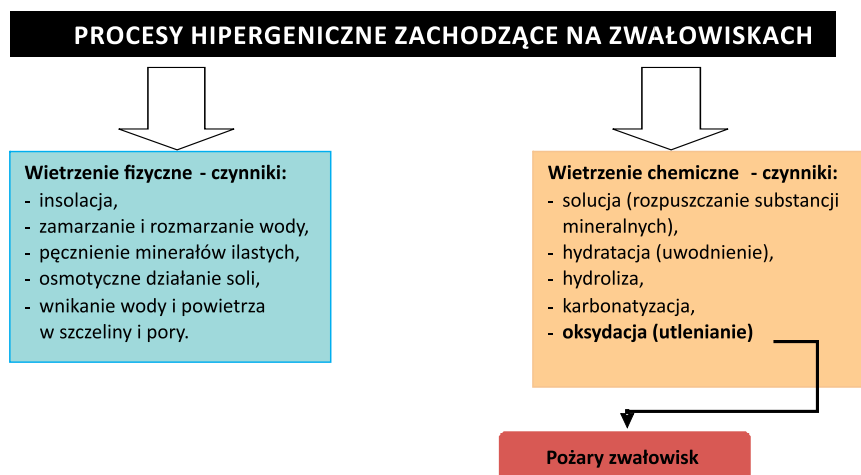 PROCESY HIPERGENICZNE ZACHODZĄCE NA ZWAŁOWISKACH
Wietrzenie fizyczne - czynniki:
- insolacja,
- zamarzanie i rozmarzanie wody,
- pęcznienie minerałów ilastych,
- osmotyczne działanie soli,
- wnikanie wody i powietrza
w szczeliny i pory.
Wietrzenie chemiczne - czynniki:
- solucja (rozpuszczanie substancji
mineralnych),
- hydratacja (uwodnienie),
- hydroliza,
- karbonatyzacja,
- oksydacja (utlenianie)
Pożary zwałowisk